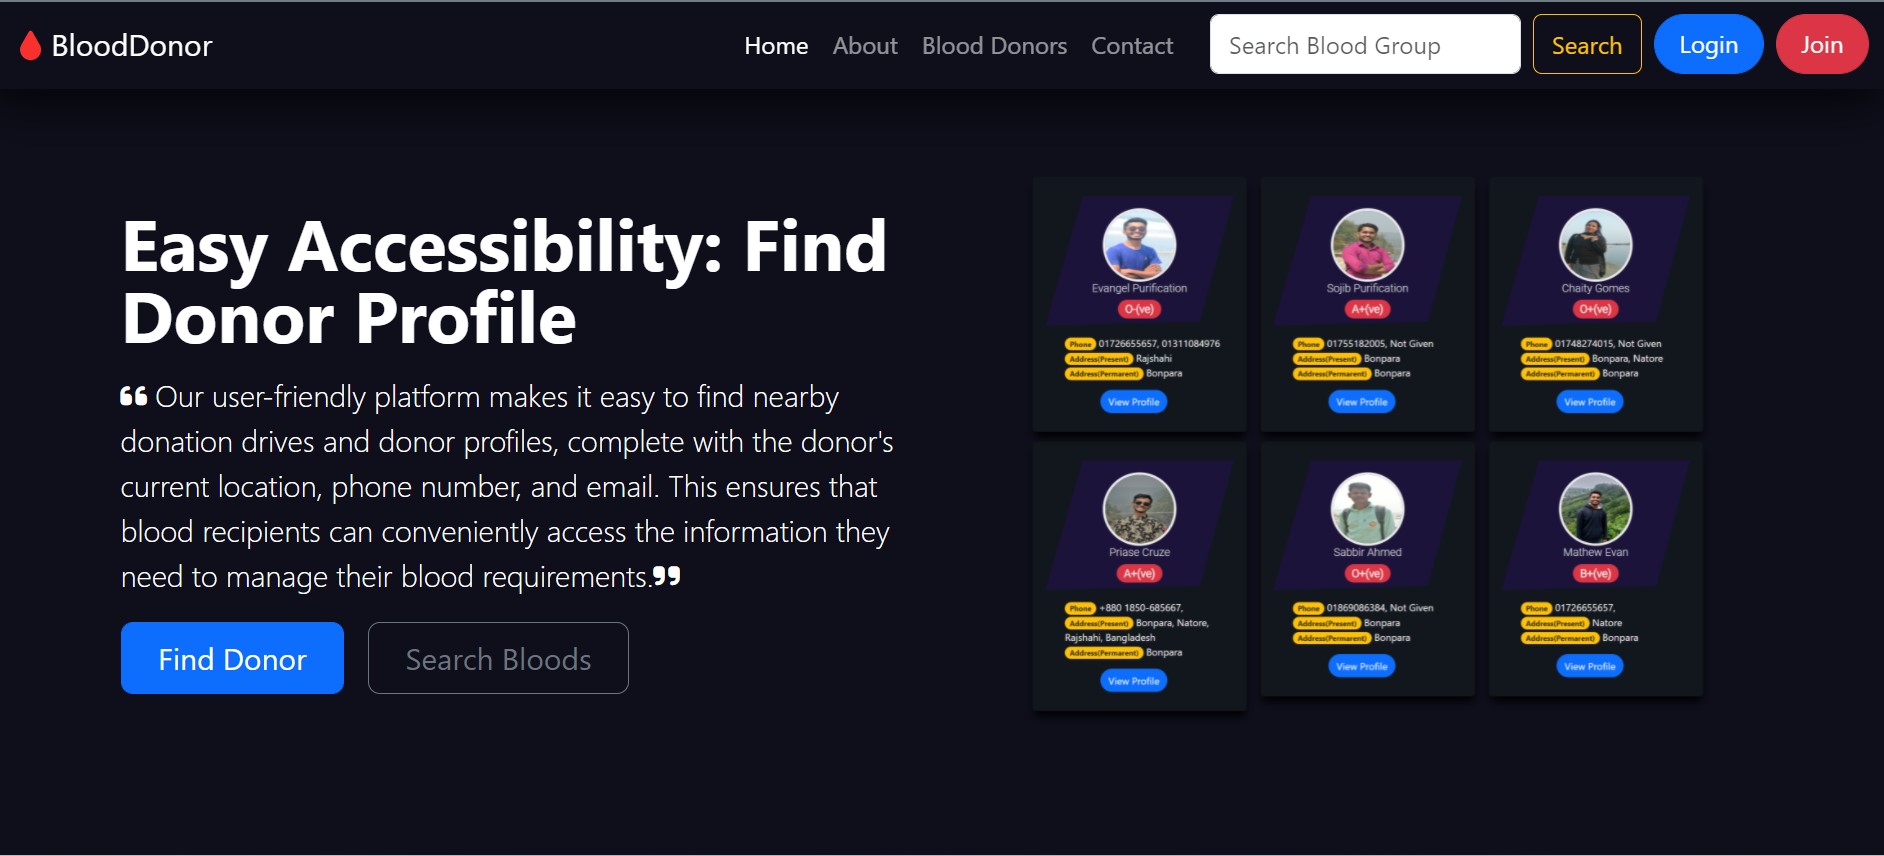 BloodDonor
Home
About
Blood Donors
Contact
Search Blood Group
Search
Login
Join
Easy Accessibility: Find
Donor Profile
❝ Our user-friendly platform makes it easy to find nearby
donation drives and donor profiles, complete with the donor's
current location, phone number, and email. This ensures that
blood recipients can conveniently access the information they
need to manage their blood requirements.❞
Find Donor
Search Bloods
Evangel Purification
O-(ve)
Phone 01726655657, 01311084976
Address(Present) Rajshahi
Address(Permarent) Bonpara
View Profile
Sojib Purification
A+(ve)
Phone 01755182005, Not Given
Address(Present) Bonpara
Address(Permarent) Bonpara
View Profile
Chaity Gomes
O+(ve)
Phone 01748274015, Not Given
Address(Present) Bonpara, Natore
Address(Permarent) Bonpara
View Profile
Priase Cruze
A+(ve)
Phone +880 1850-685667,
Address(Present) Bonpara, Natore,
Rajshahi, Bangladesh
Address(Permarent) Bonpara
View Profile
Sabbir Ahmed
O+(ve)
Phone 01869086384, Not Given
Address(Present) Bonpara
Address(Permarent) Bonpara
View Profile
Mathew Evan
B+(ve)
Phone 01726655657,
Address(Present) Natore
Address(Permarent) Bonpara
View Profile